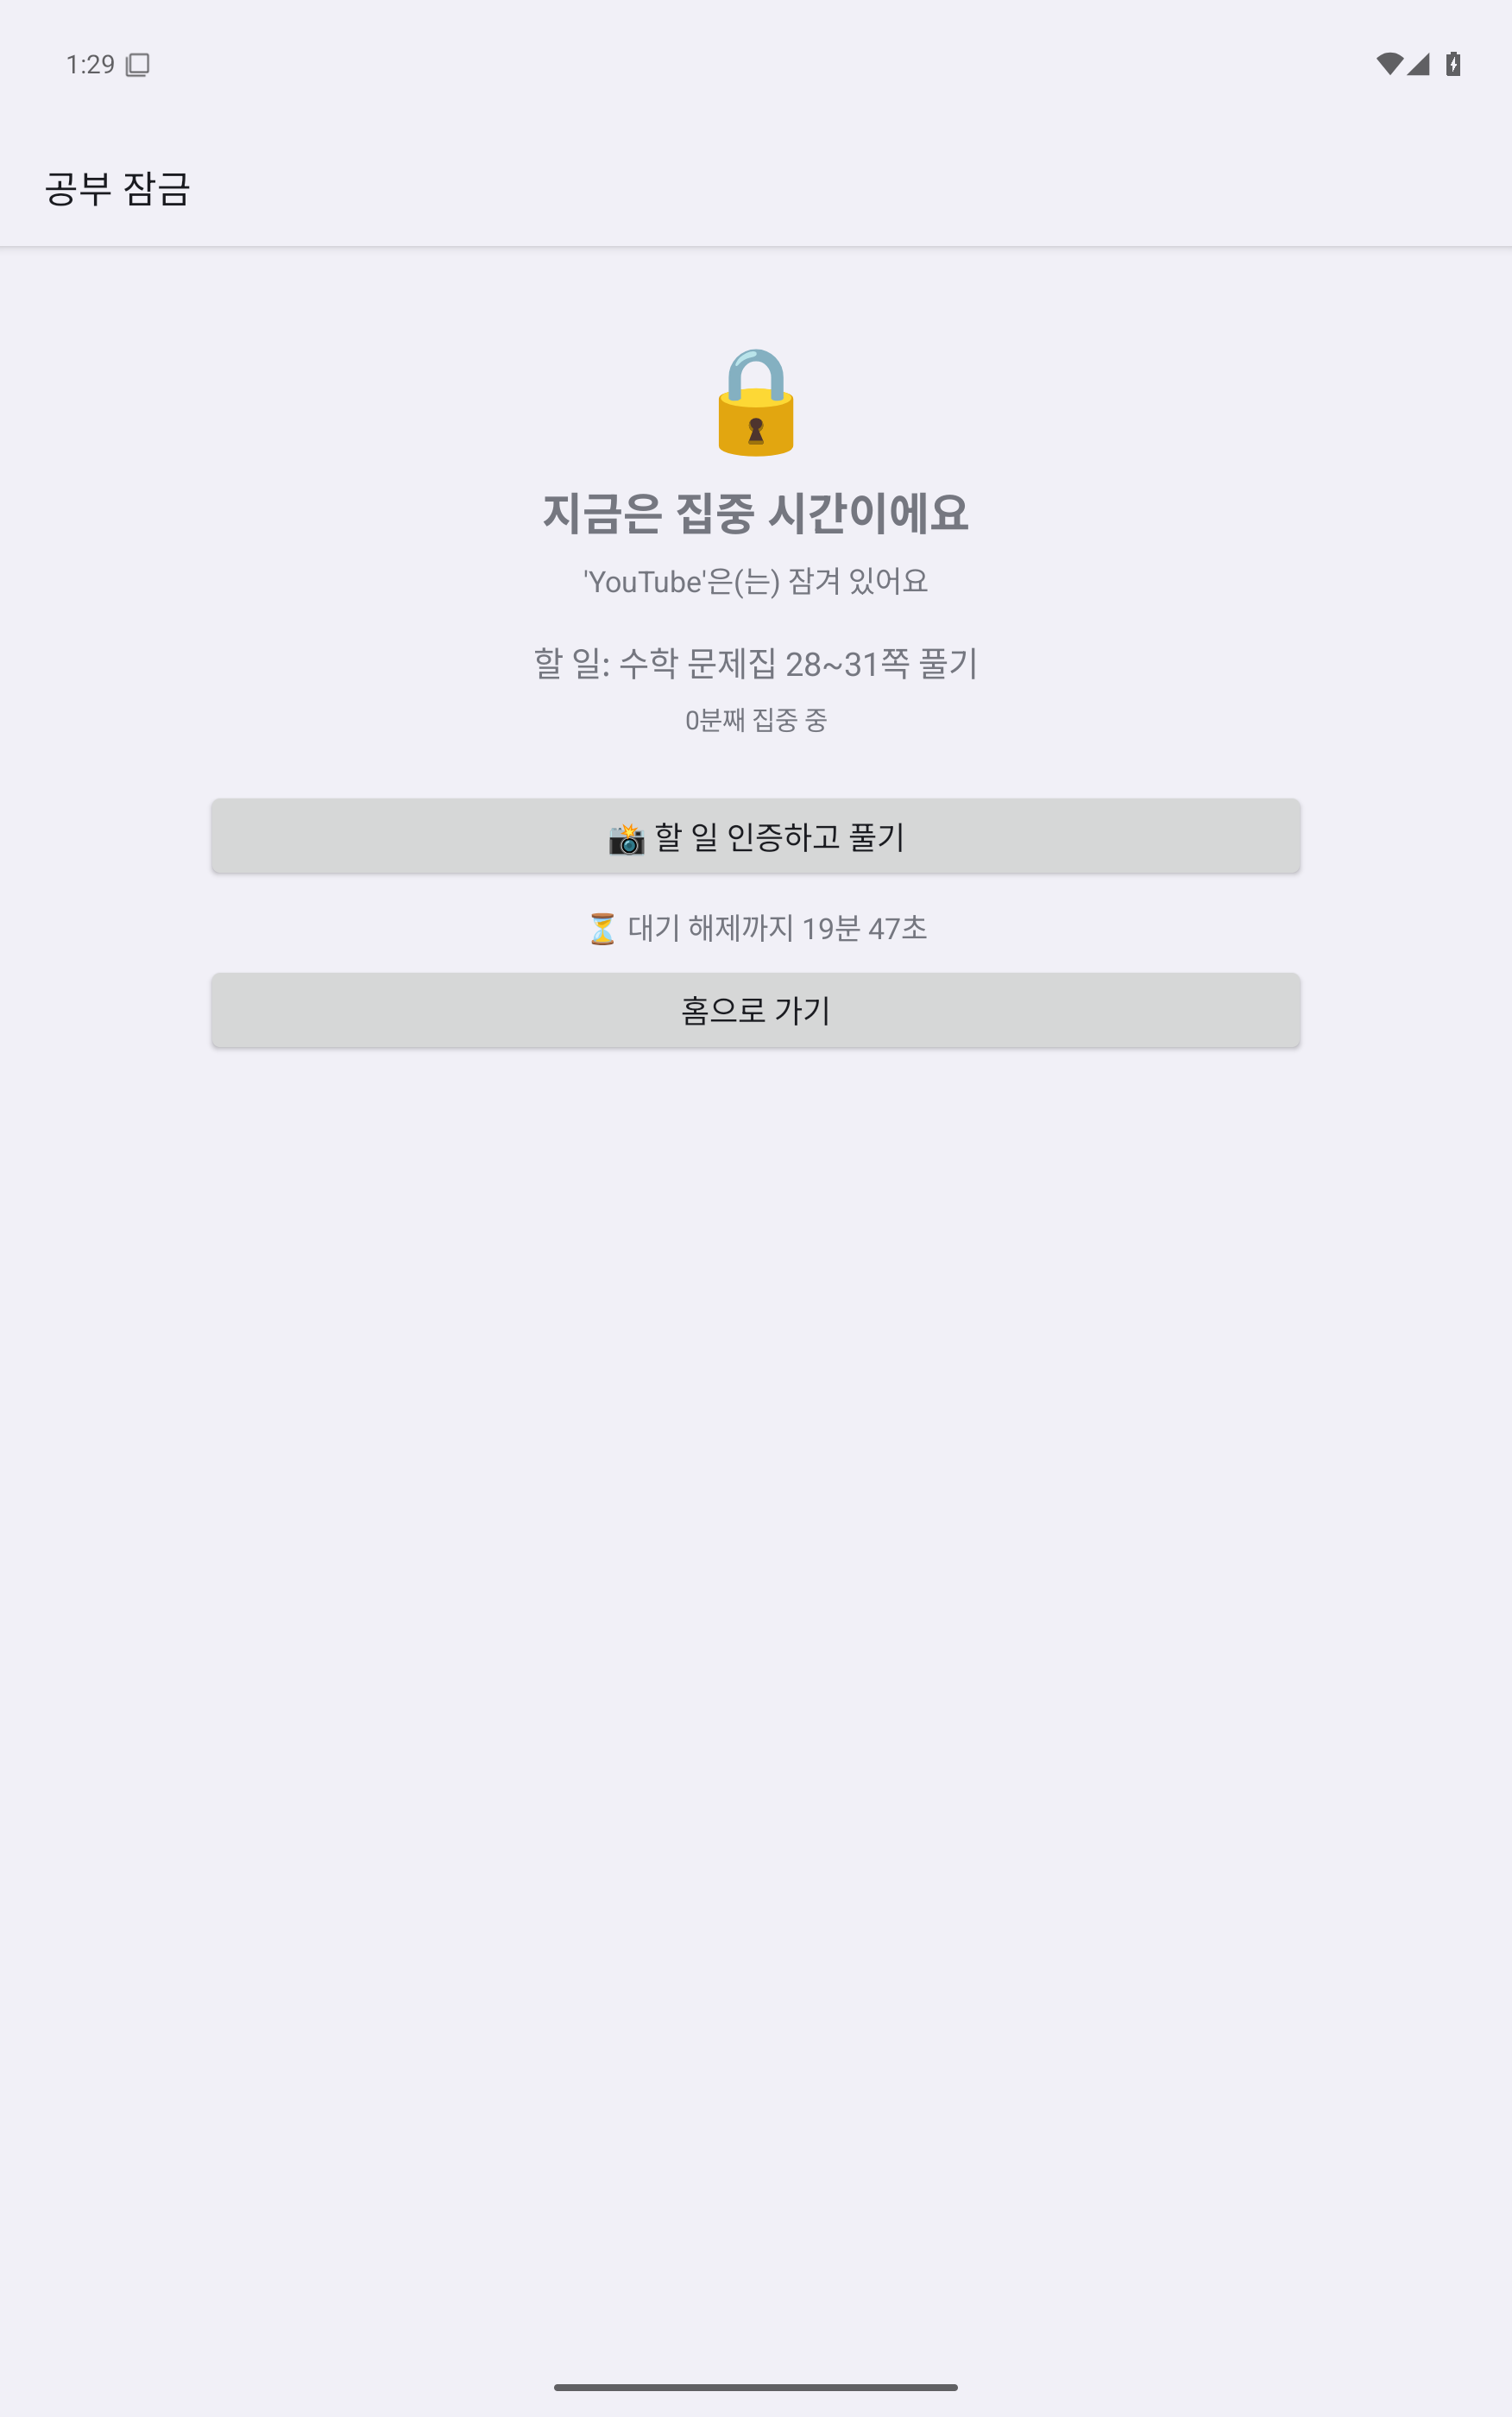 1:29
공부 잠금
지금은 집중 시간이에요
'YouTube'은(는) 잠겨 있어요
할 일: 수학 문제집 28~31쪽 풀기
0분째 집중 중
📸 할 일 인증하고 풀기
⏳ 대기 해제까지 19분 47초
홈으로 가기